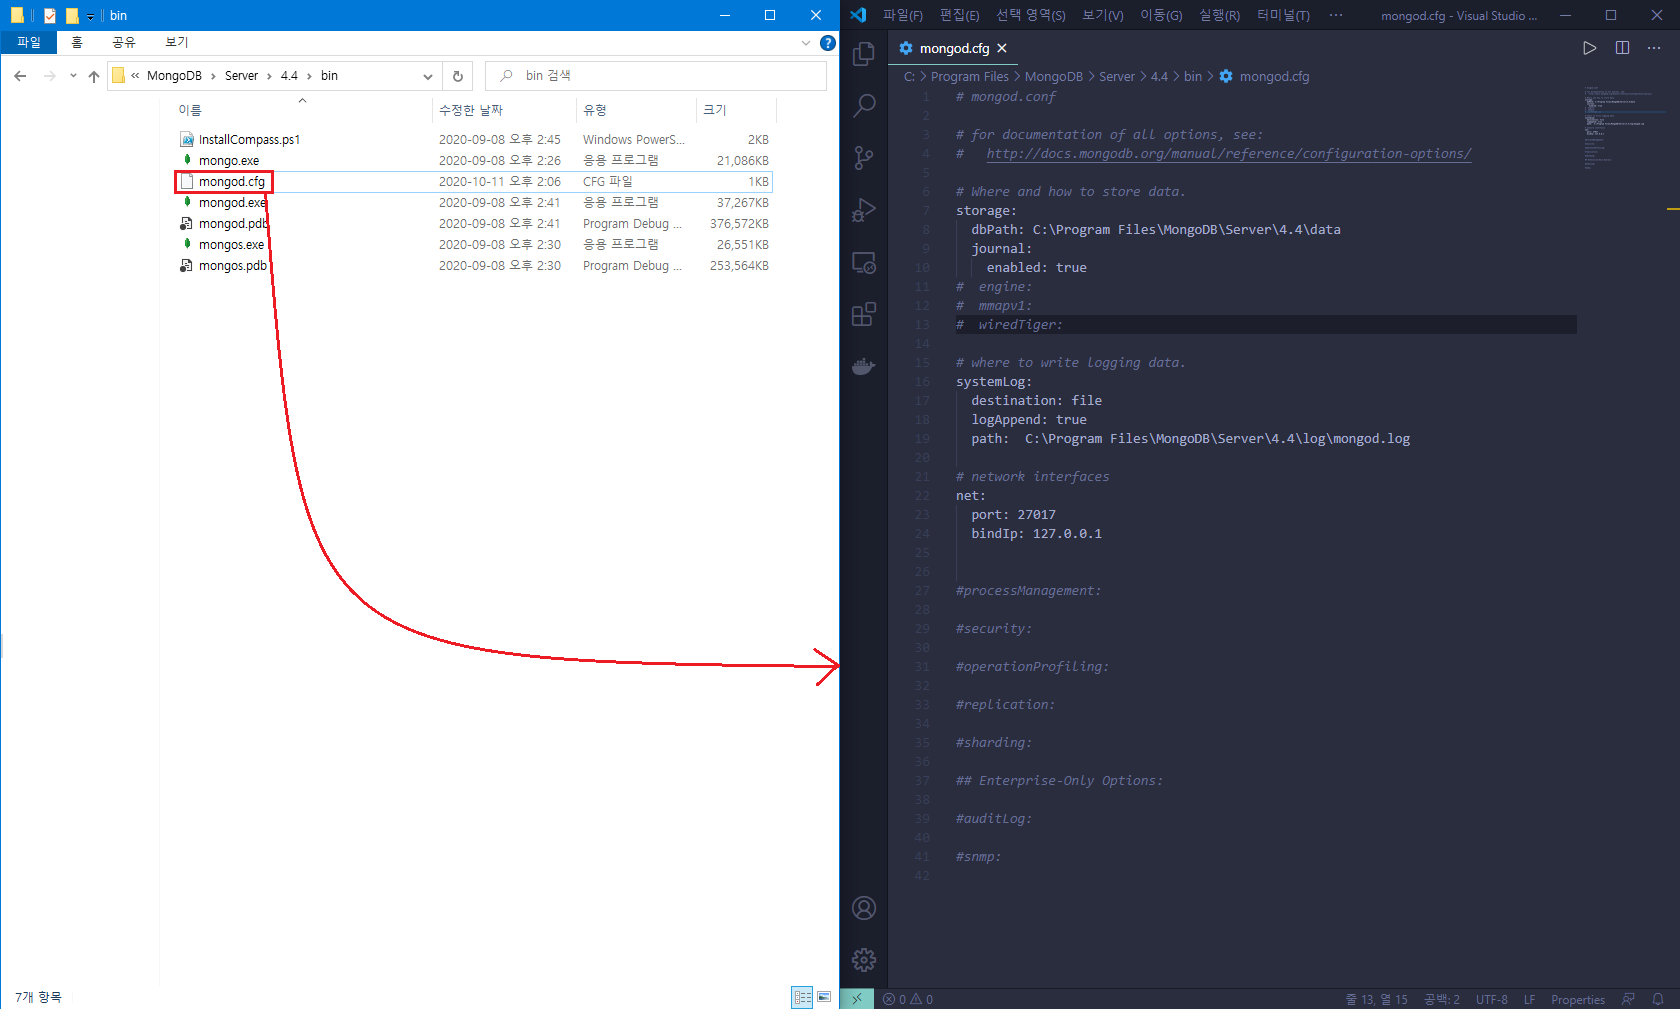 bin
파일
홈
공유
보기
« MongoDB > Server > 4.4 > bin
bin 검색
이름 수정한 날짜 유형 크기
InstallCompass.ps1 2020-09-08 오후 2:45 Windows PowerS... 2KB
mongo.exe 2020-09-08 오후 2:26 응용 프로그램 21,086KB
mongod.cfg 2020-10-11 오후 2:06 CFG 파일 1KB
mongod.exe 2020-09-08 오후 2:41 응용 프로그램 37,267KB
mongod.pdb 2020-09-08 오후 2:41 Program Debug ... 376,572KB
mongos.exe 2020-09-08 오후 2:30 응용 프로그램 26,551KB
mongos.pdb 2020-09-08 오후 2:30 Program Debug ... 253,564KB
7개 항목
파일(F) 편집(E) 선택 영역(S) 보기(V) 이동(G) 실행(R) 터미널(T) ··· mongod.cfg - Visual Studio ...
mongod.cfg
C: > Program Files > MongoDB > Server > 4.4 > bin > mongod.cfg
1 # mongod.conf
2
3 # for documentation of all options, see:
4 #   http://docs.mongodb.org/manual/reference/configuration-options/
5
6 # Where and how to store data.
7 storage:
8   dbPath: C:\Program Files\MongoDB\Server\4.4\data
9   journal:
10     enabled: true
11 #  engine:
12 #  mmapv1:
13 #  wiredTiger:
14
15 # where to write logging data.
16 systemLog:
17   destination: file
18   logAppend: true
19   path:  C:\Program Files\MongoDB\Server\4.4\log\mongod.log
20
21 # network interfaces
22 net:
23   port: 27017
24   bindIp: 127.0.0.1
25
26
27 #processManagement:
28
29 #security:
30
31 #operationProfiling:
32
33 #replication:
34
35 #sharding:
36
37 ## Enterprise-Only Options:
38
39 #auditLog:
40
41 #snmp:
42
0 0 줄 13, 열 15 공백: 2 UTF-8 LF Properties